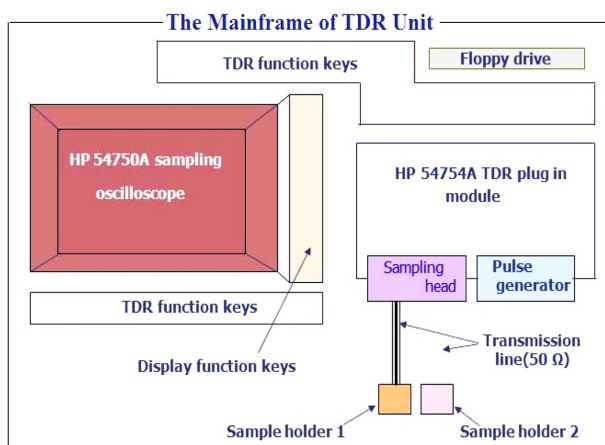 The Mainframe of TDR Unit
TDR function keys
Floppy drive
HP 54750A sampling
oscilloscope
HP 54754A TDR plug in
module
Sampling
head
Pulse
generator
TDR function keys
Display function keys
Transmission
line(50 Ω)
Sample holder 1
Sample holder 2